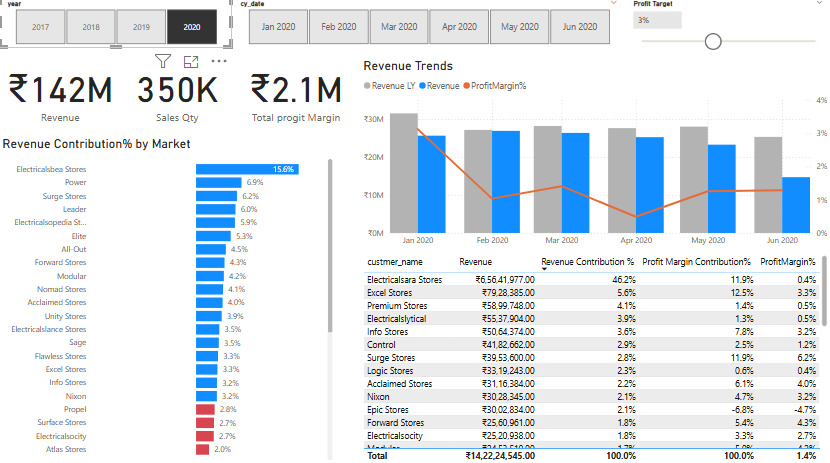 year
2017 2018 2019 2020
cy_date
Jan 2020 Feb 2020 Mar 2020 Apr 2020 May 2020 Jun 2020
Profit Target
3%
₹142M
Revenue
350K
Sales Qty
₹2.1M
Total progit Margin
Revenue Contribution% by Market
Electricalsbea Stores 15.6%
Power 6.9%
Surge Stores 6.2%
Leader 6.0%
Electricalsopedia St... 5.9%
Elite 5.3%
All-Out 4.5%
Forward Stores 4.3%
Modular 4.2%
Nomad Stores 4.1%
Acclaimed Stores 4.0%
Unity Stores 3.9%
Electricalslance Stores 3.5%
Sage 3.5%
Flawless Stores 3.3%
Excel Stores 3.3%
Info Stores 3.2%
Nixon 3.2%
Propel 2.8%
Surface Stores 2.7%
Electricalsocity 2.7%
Atlas Stores 2.0%
Revenue Trends
Revenue LY Revenue ProfitMargin%
₹30M
₹20M
₹10M
₹0M
4%
3%
2%
1%
0%
Jan 2020 Feb 2020 Mar 2020 Apr 2020 May 2020 Jun 2020
custmer_name Revenue Revenue Contribution % Profit Margin Contribution% ProfitMargin%
Electricalsara Stores ₹6,56,41,977.00 46.2% 11.9% 0.4%
Excel Stores ₹79,28,385.00 5.6% 12.5% 3.3%
Premium Stores ₹58,99,748.00 4.1% 1.4% 0.5%
Electricalslytical ₹55,37,904.00 3.9% 1.3% 0.5%
Info Stores ₹50,64,374.00 3.6% 7.8% 3.2%
Control ₹41,82,662.00 2.9% 2.5% 1.2%
Surge Stores ₹39,53,600.00 2.8% 11.9% 6.2%
Logic Stores ₹33,19,243.00 2.3% 0.6% 0.4%
Acclaimed Stores ₹31,16,384.00 2.2% 6.1% 4.0%
Nixon ₹30,28,345.00 2.1% 4.7% 3.2%
Epic Stores ₹30,02,834.00 2.1% -6.8% -4.7%
Forward Stores ₹25,60,961.00 1.8% 5.4% 4.3%
Electricalsocity ₹25,20,938.00 1.8% 3.3% 2.7%
Total ₹14,22,24,545.00 100.0% 100.0% 1.4%